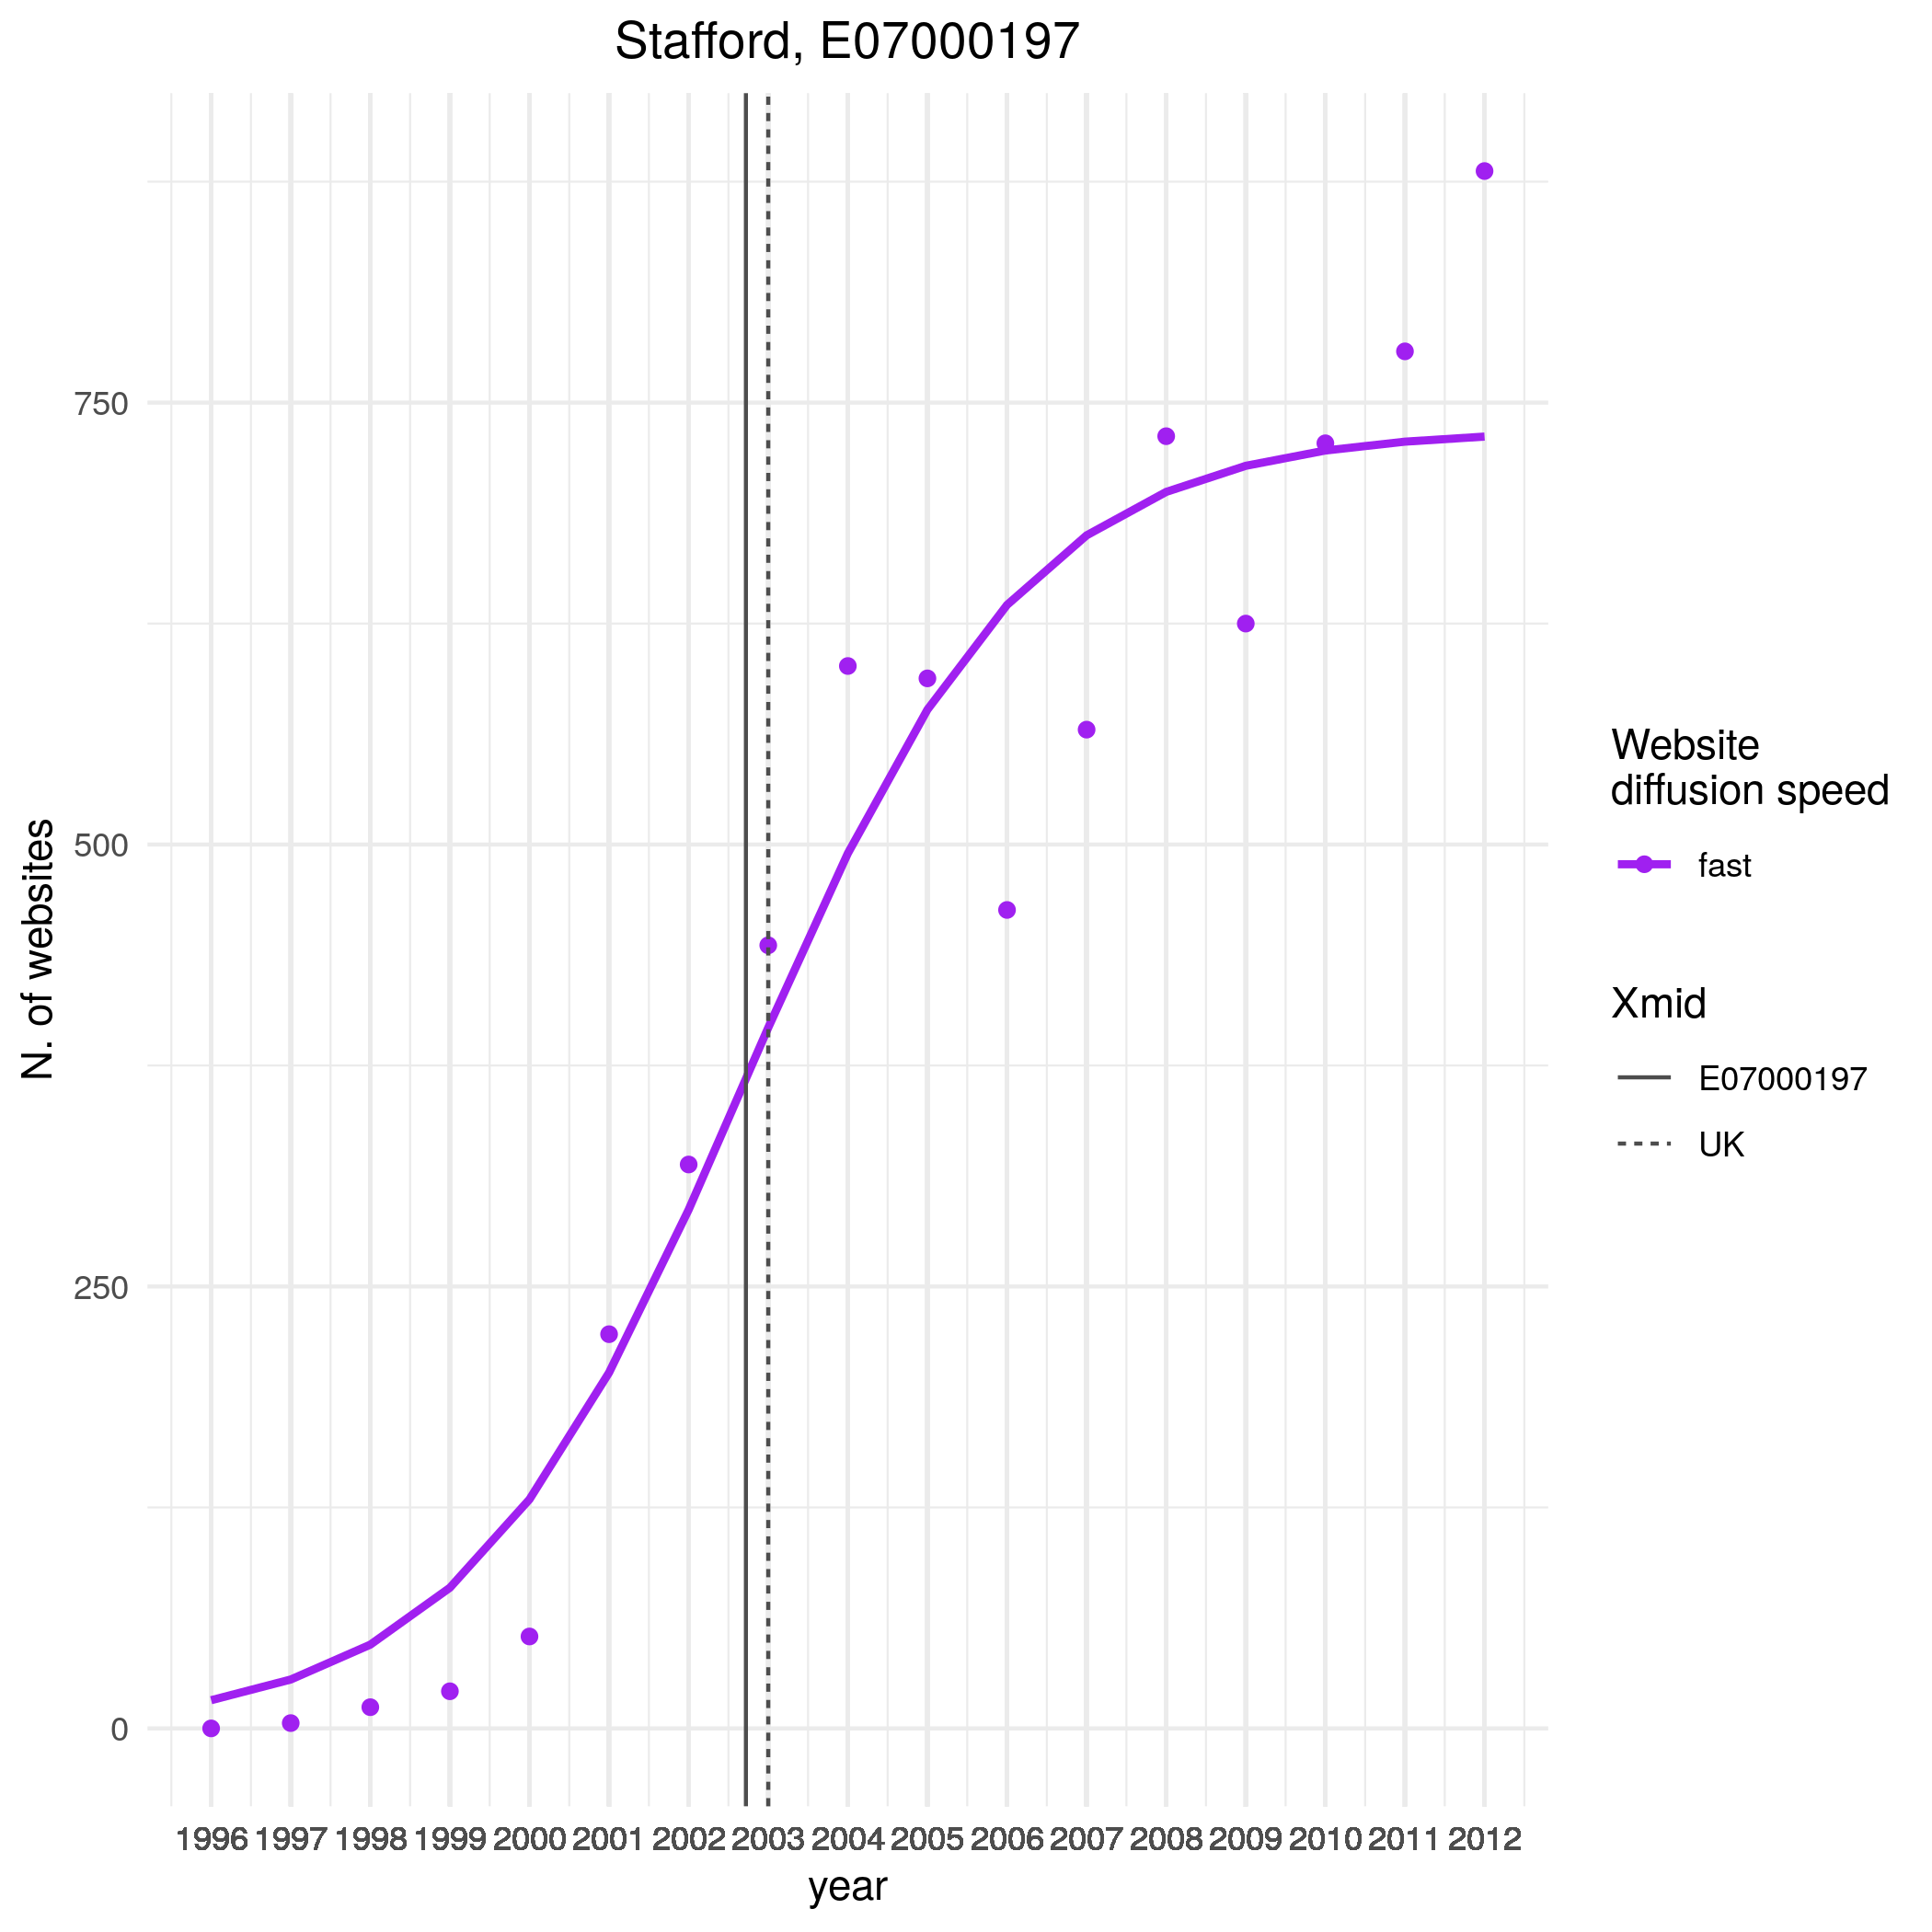 Stafford, E07000197
N. of websites
750
500
250
0
1996 1997 1998 1999 2000 2001 2002 2003 2004 2005 2006 2007 2008 2009 2010 2011 2012
year
Website
diffusion speed
fast
Xmid
E07000197
UK